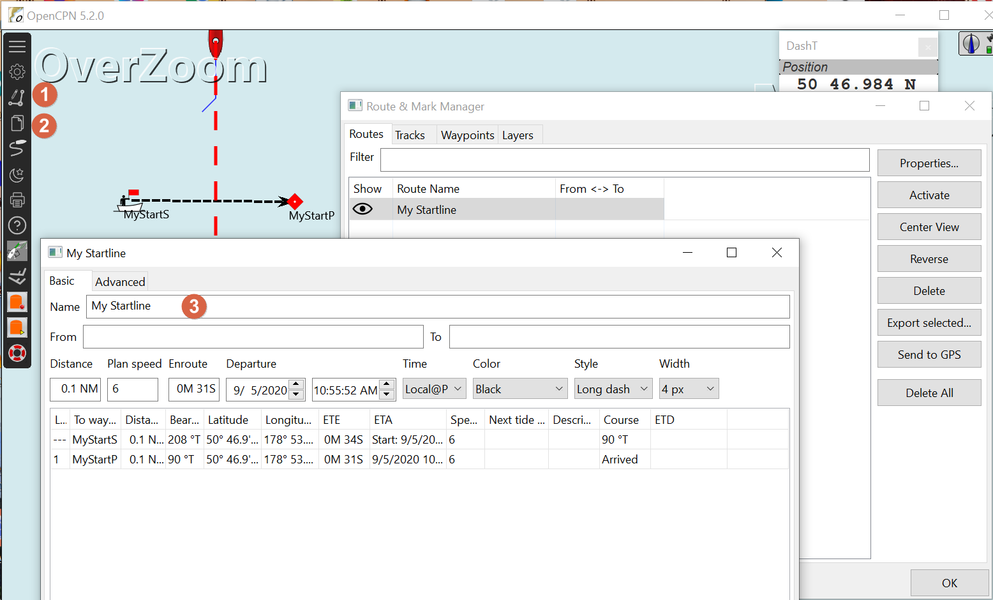 OpenCPN 5.2.0
OverZoom
DashT
Position
50 46.984 N
1
2
MyStartS
MyStartP
Route & Mark Manager
Routes Tracks Waypoints Layers
Filter
Show Route Name From <-> To
My Startline
Properties...
Activate
Center View
Reverse
Delete
Export selected...
Send to GPS
Delete All
OK
My Startline
Basic Advanced
Name My Startline 3
From To
Distance Plan speed Enroute Departure Time Color Style Width
0.1 NM 6 0M 31S 9/ 5/2020 10:55:52 AM Local@P Black Long dash 4 px
L... To way... Dista... Bear... Latitude Longitu... ETE ETA Spe... Next tide ... Descri... Course ETD
--- MyStartS 0.1 N... 208 °T 50° 46.9'... 178° 53.... 0M 34S Start: 9/5/20... 6 90 °T
1 MyStartP 0.1 N... 90 °T 50° 46.9'... 178° 53.... 0M 31S 9/5/2020 10... 6 Arrived